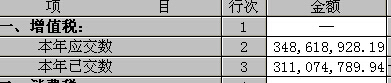 项 目 行次 金额
一、增值税： 1 —
本年应交数 2 348,618,928.19
本年已交数 3 311,074,789.94